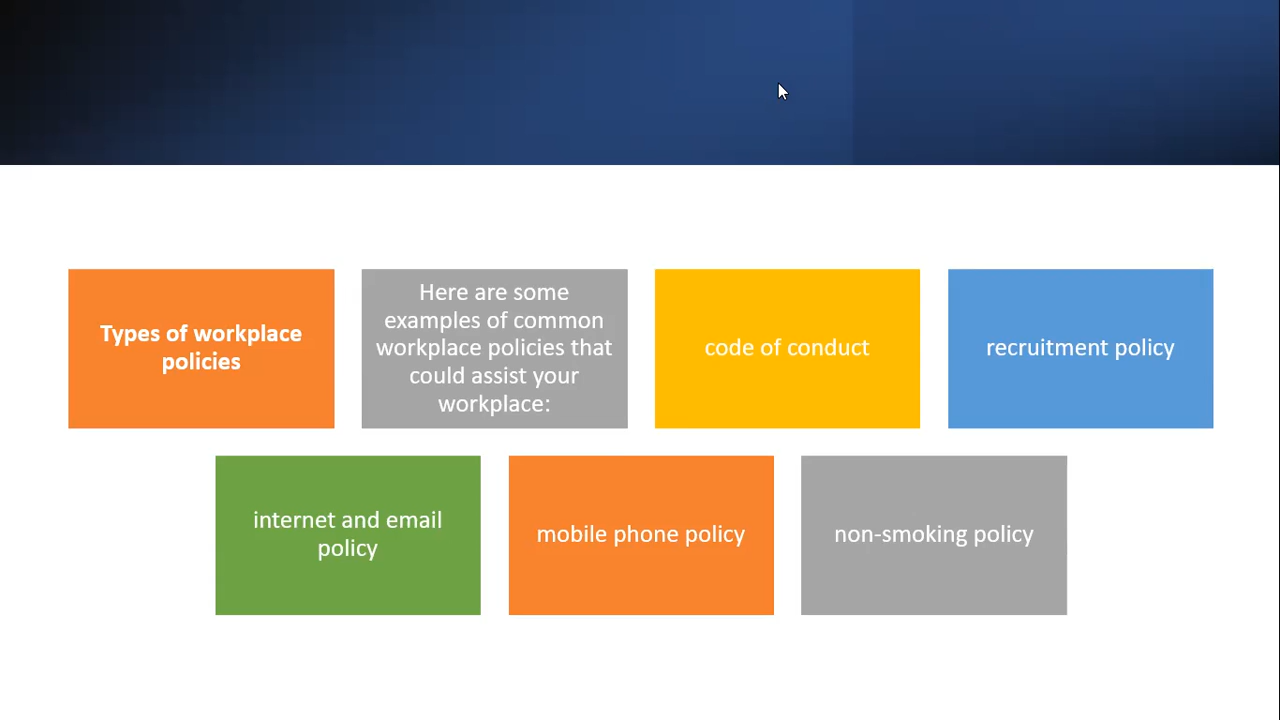 Types of workplace
policies
Here are some
examples of common
workplace policies that
could assist your
workplace:
code of conduct
recruitment policy
internet and email
policy
mobile phone policy
non-smoking policy